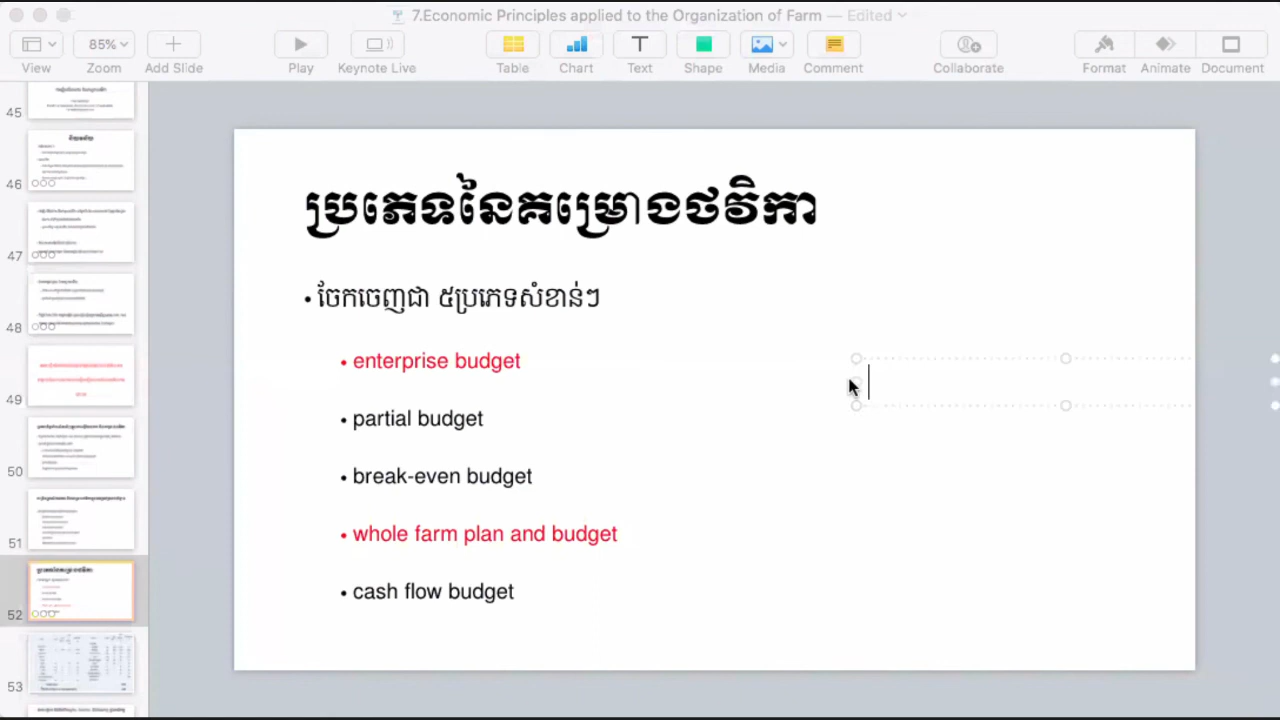 7.Economic Principles applied to the Organization of Farm — Edited
85%
View
Zoom
Add Slide
Play
Keynote Live
Table
Chart
Text
Shape
Media
Comment
Collaborate
Format
Animate
Document
45
46
47
48
49
50
51
52
53
ប្រភេទនៃគម្រោងថវិកា
• ចែកចេញជា ៥ប្រភេទសំខាន់ៗ
• enterprise budget
• partial budget
• break-even budget
• whole farm plan and budget
• cash flow budget